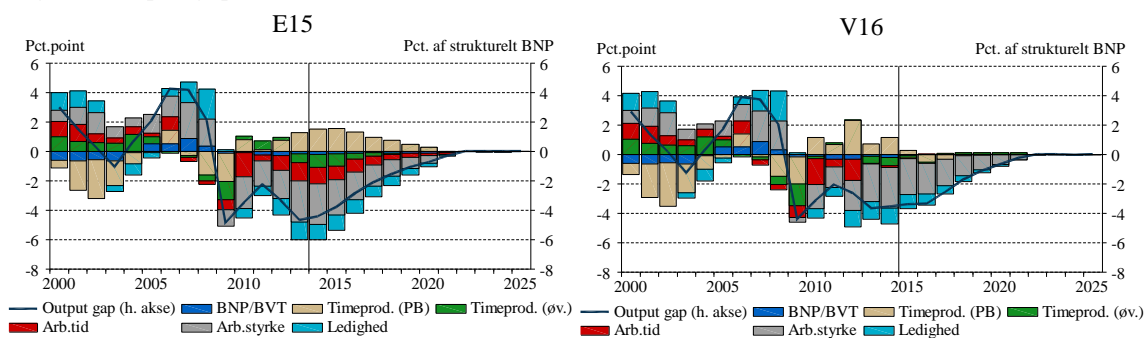 E15
Pct.point
Pct. af strukturelt BNP
6
4
2
0
-2
-4
-6
-8
6
4
2
0
-2
-4
-6
-8
2000 2005 2010 2015 2020 2025
Output gap (h. akse) BNP/BVT Timeprod. (PB) Timeprod. (øv.)
Arb.tid Arb.styrke Ledighed
V16
Pct.point
Pct. af strukturelt BNP
6
4
2
0
-2
-4
-6
-8
6
4
2
0
-2
-4
-6
-8
2000 2005 2010 2015 2020 2025
Output gap (h. akse) BNP/BVT Timeprod. (PB) Timeprod. (øv.)
Arb.tid Arb.styrke Ledighed